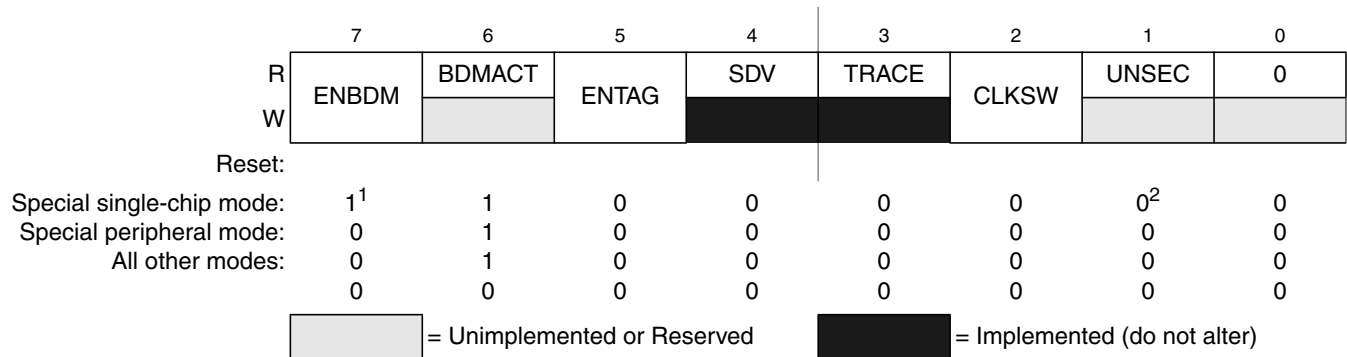 7 6 5 4 3 2 1 0
R ENBDM BDMACT ENTAG SDV TRACE CLKSW UNSEC 0
W
Reset:
Special single-chip mode: 1¹ 1 0 0 0 0 0² 0
Special peripheral mode: 0 1 0 0 0 0 0 0
All other modes: 0 1 0 0 0 0 0 0
0 0 0 0 0 0 0 0
= Unimplemented or Reserved = Implemented (do not alter)